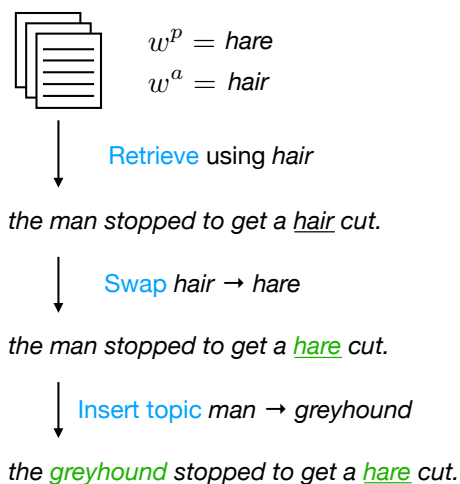 w^p = hare
w^a = hair
Retrieve using hair
the man stopped to get a hair cut.
Swap hair → hare
the man stopped to get a hare cut.
Insert topic man → greyhound
the greyhound stopped to get a hare cut.